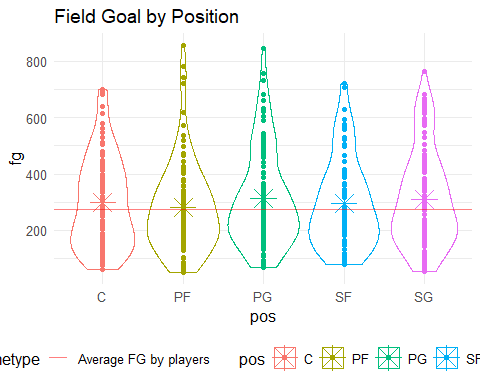 Field Goal by Position
800
600
400
200
fg
C PF PG SF SG
pos
netype Average FG by players pos C PF PG SF